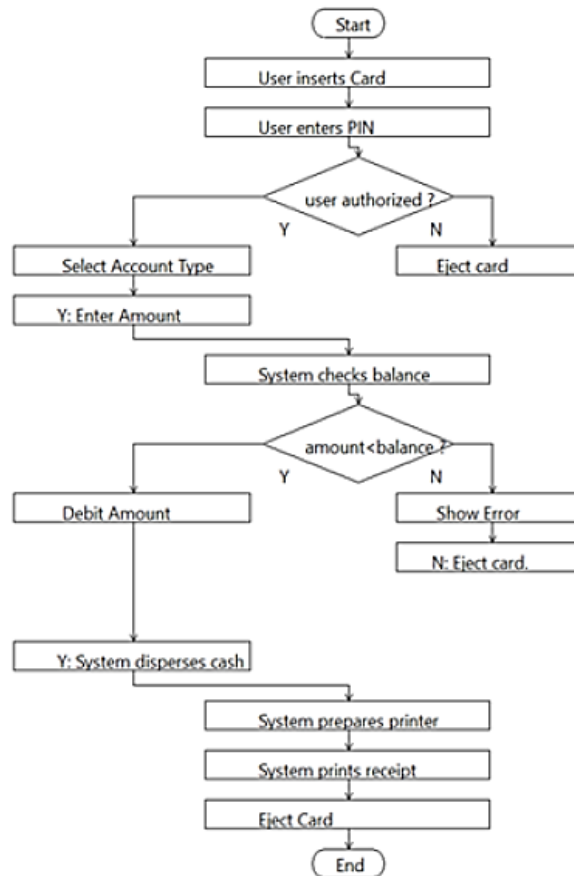 Start
User inserts Card
User enters PIN
user authorized ?
Y
N
Select Account Type
Eject card
Y: Enter Amount
System checks balance
amount<balance ?
Y
N
Debit Amount
Show Error
N: Eject card.
Y: System disperses cash
System prepares printer
System prints receipt
Eject Card
End